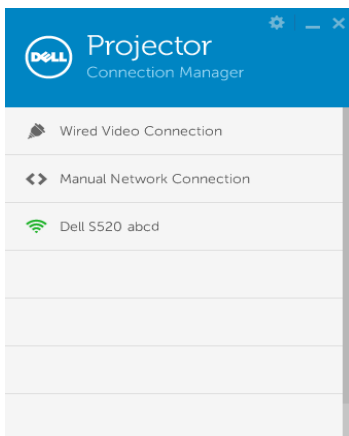 DELL
Projector
Connection Manager
Wired Video Connection
Manual Network Connection
Dell S520 abcd